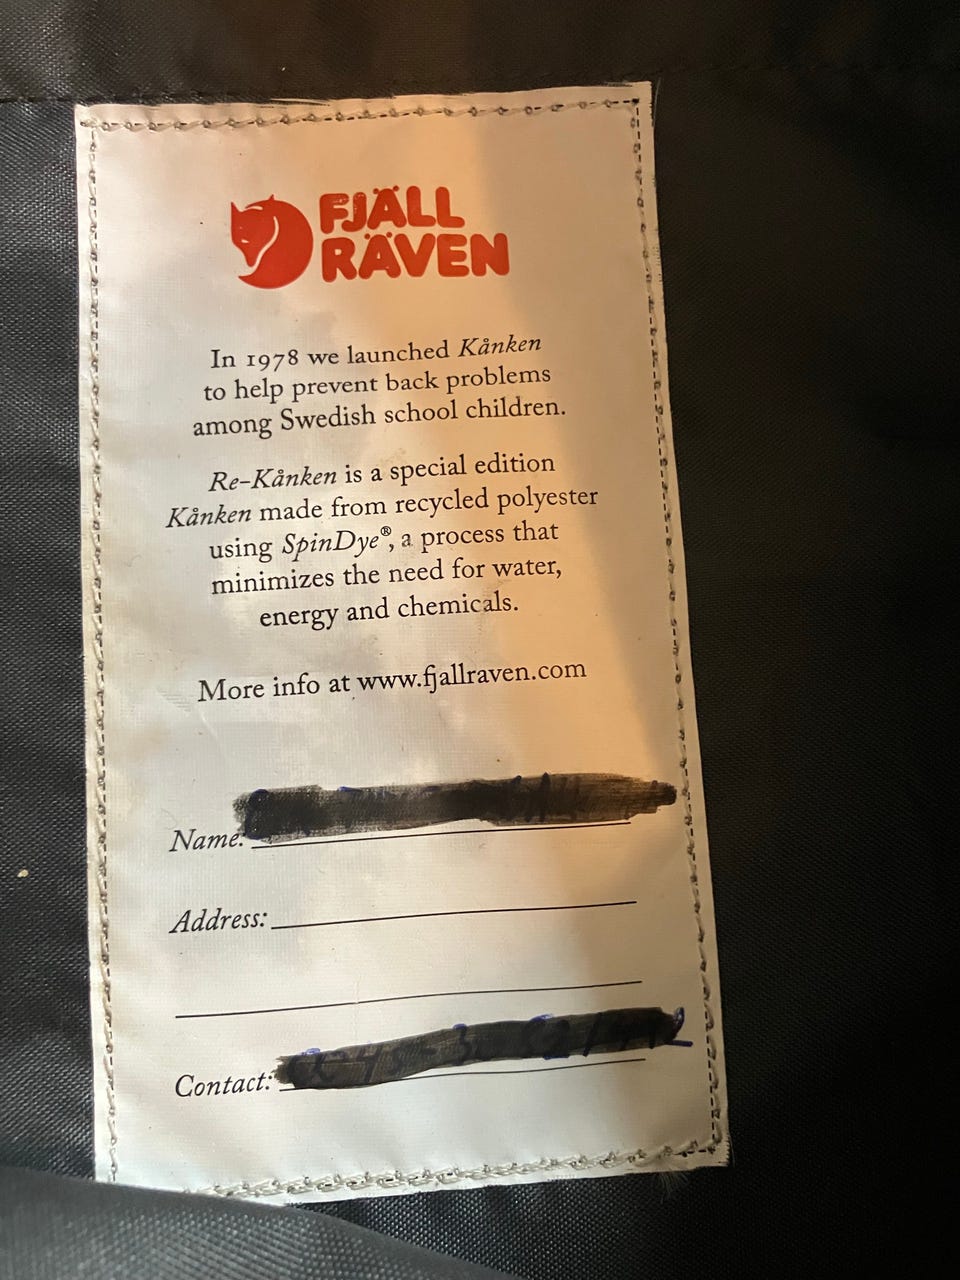 FJÄLL
RÄVEN
In 1978 we launched Kånken
to help prevent back problems
among Swedish school children.
Re-Kånken is a special edition
Kånken made from recycled polyester
using SpinDye®, a process that
minimizes the need for water,
energy and chemicals.
More info at www.fjallraven.com
Name:
Address:
Contact: